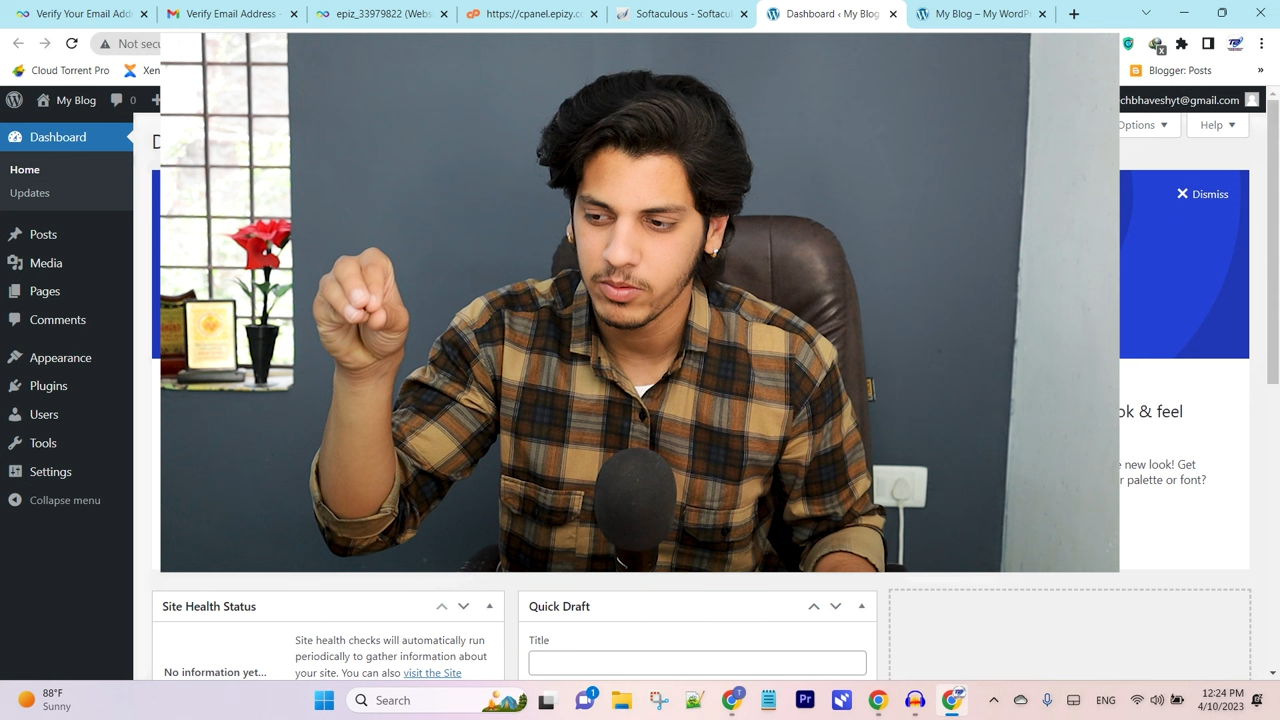 Verify Your Email Add
Verify Email Address -
epiz_33979822 (Webs
https://cpanel.epizy.co
Softaculous - Softacul
Dashboard ‹ My Blog
My Blog – My WordP
Not secu
Cloud Torrent Pro
Xen
Blogger: Posts
»
My Blog
0
chbhaveshyt@gmail.com
Dashboard
D
Options
Help
Home
Updates
Dismiss
Posts
Media
Pages
Comments
Appearance
Plugins
Users
Tools
Settings
Collapse menu
ok & feel
e new look! Get
r palette or font?
Site Health Status
Quick Draft
Site health checks will automatically run
periodically to gather information about
your site. You can also visit the Site
No information yet...
Title
88°F
Sunny
Search
1
T
Pr
ENG
12:24 PM
4/10/2023